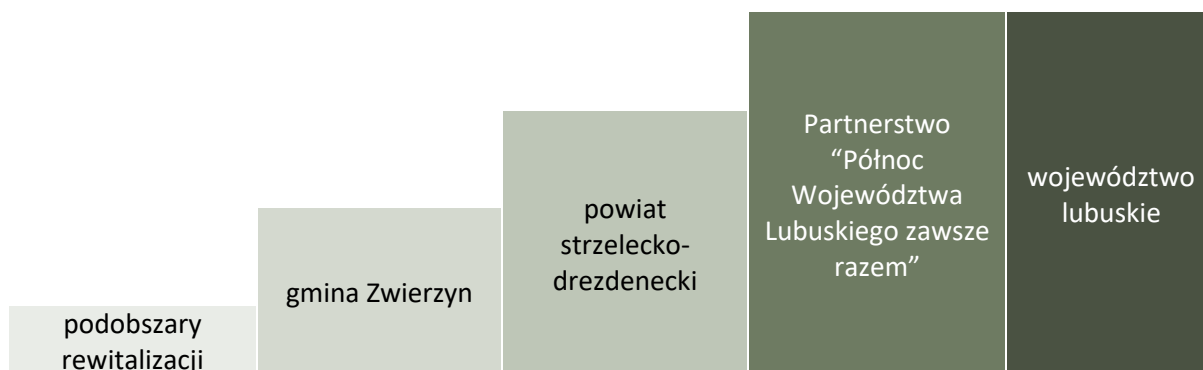 podobszary
rewitalizacji
gmina Zwierzyn
powiat
strzelecko-
drezdenecki
Partnerstwo
“Północ
Województwa
Lubuskiego zawsze
razem”
województwo
lubuskie